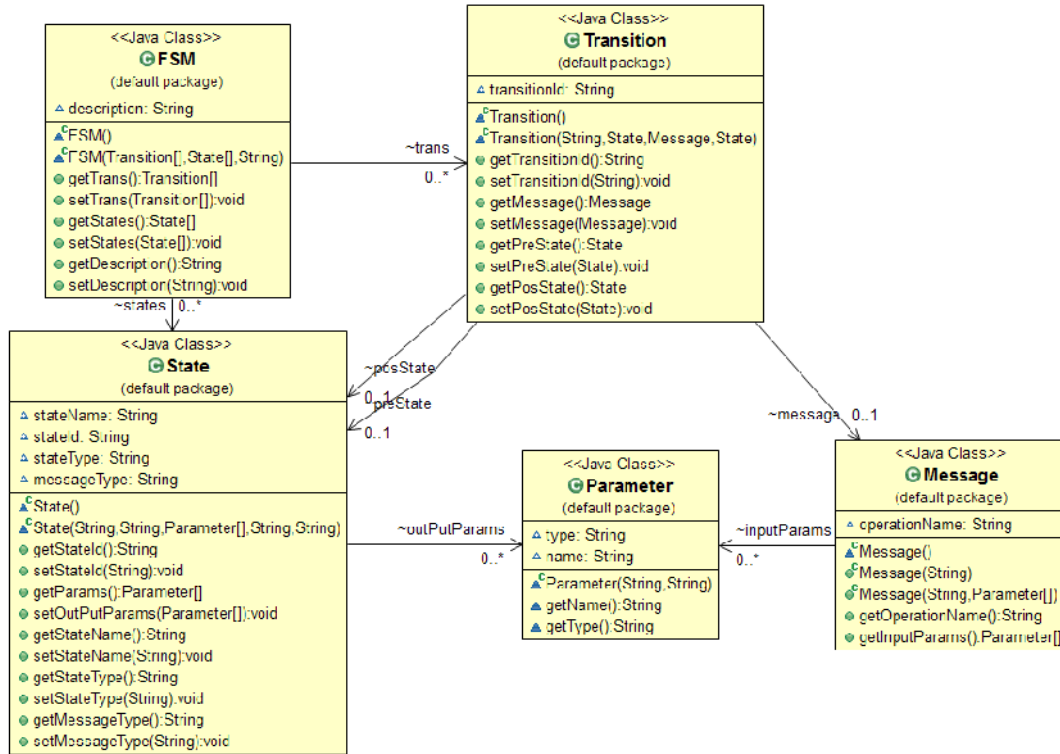 <<Java Class>>
FSM
(default package)
description: String
FSM()
FSM(Transition[],State[],String)
getTrans():Transition[]
setTrans(Transition[]):void
getStates():State[]
setStates(State[]):void
getDescription():String
setDescription(String):void
~trans
0..*
~states 0..*
<<Java Class>>
Transition
(default package)
transitionId: String
Transition()
Transition(String,State,Message,State)
getTransitionId():String
setTransitionId(String):void
getMessage():Message
setMessage(Message):void
getPreState():State
setPreState(State):void
getPosState():State
setPosState(State):void
~posState
0..1
~preState
0..1
~message 0..1
<<Java Class>>
State
(default package)
stateName: String
stateId: String
stateType: String
messageType: String
State()
State(String,String,Parameter[],String,String)
getStateId():String
setStateId(String):void
getParams():Parameter[]
setOutPutParams(Parameter[]):void
getStateName():String
setStateName(String):void
getStateType():String
setStateType(String):void
getMessageType():String
setMessageType(String):void
~outPutParams
0..*
<<Java Class>>
Parameter
(default package)
type: String
name: String
Parameter(String,String)
getName():String
getType():String
~inputParams
0..*
<<Java Class>>
Message
(default package)
operationName: String
Message()
Message(String)
Message(String,Parameter[])
getOperationName():String
getInputParams():Parameter[]